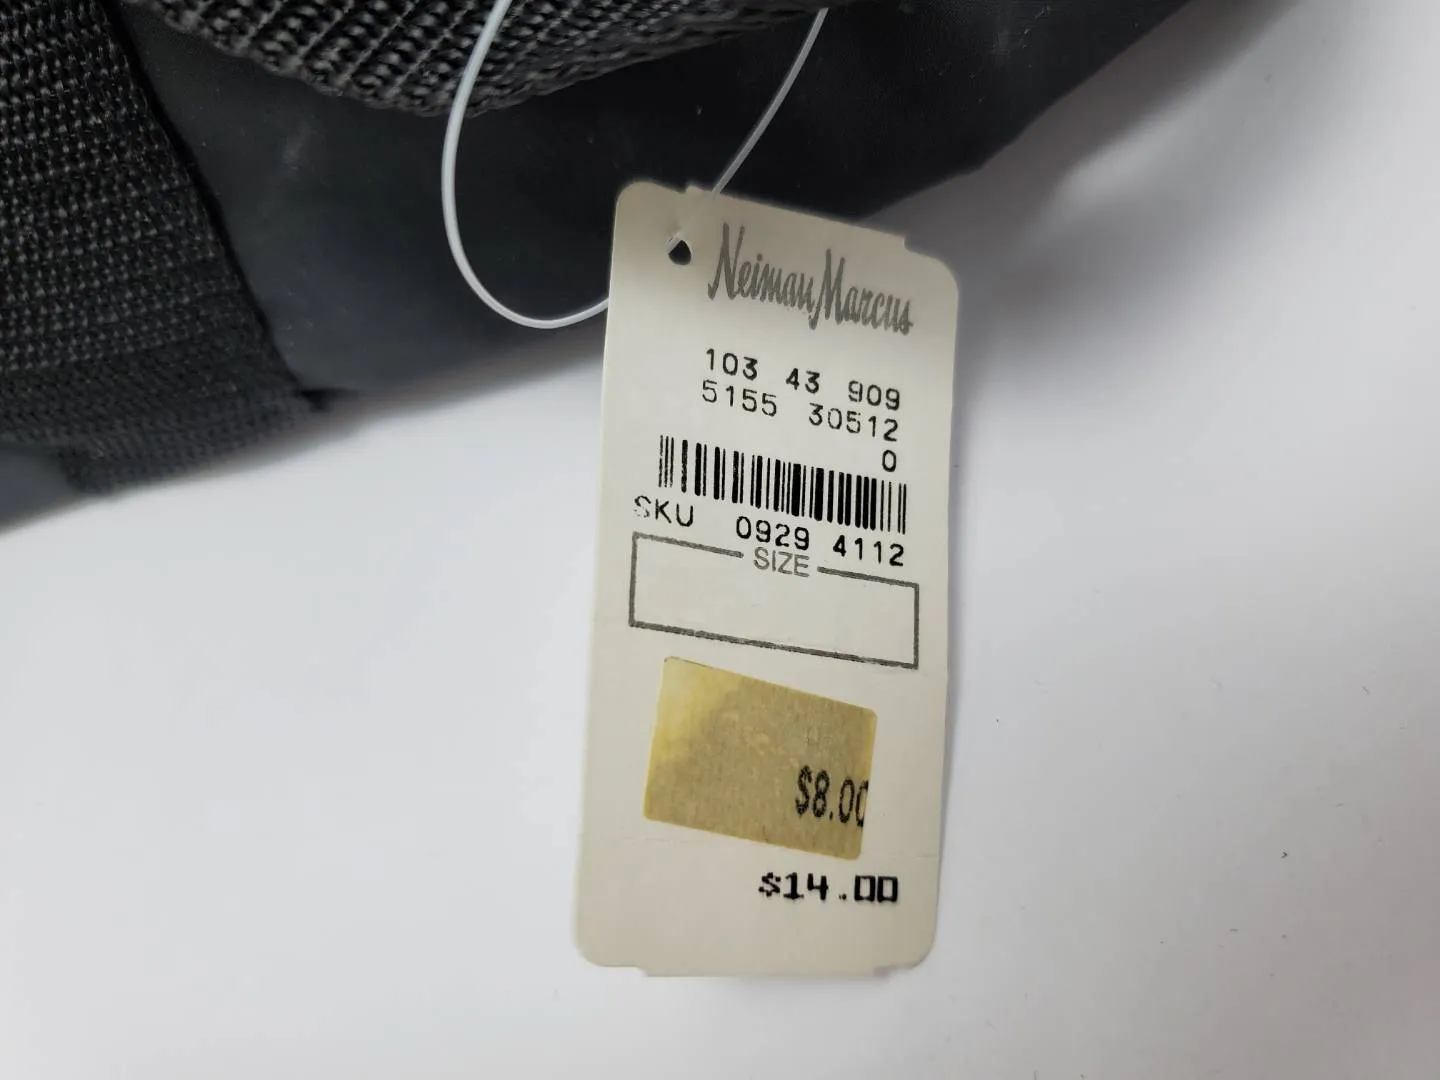 Neiman Marcus
103 43 909
5155 30512
0
SKU 0929 4112
SIZE
$8.00
$14.00